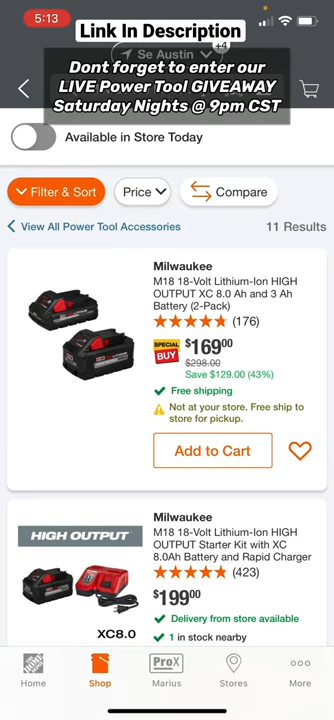 5:13
Link In Description
+4
Se Austin
Dont forget to enter our
LIVE Power Tool GIVEAWAY
Saturday Nights @ 9pm CST
Available in Store Today
Filter & Sort
Price
Compare
View All Power Tool Accessories
11 Results
Milwaukee
M18 18-Volt Lithium-Ion HIGH
OUTPUT XC 8.0 Ah and 3 Ah
Battery (2-Pack)
(176)
SPECIAL
BUY
$16900
$298.00
Save $129.00 (43%)
Free shipping
Not at your store. Free ship to
store for pickup.
Add to Cart
HIGH OUTPUT
Milwaukee
M18 18-Volt Lithium-Ion HIGH
OUTPUT Starter Kit with XC
8.0Ah Battery and Rapid Charger
(423)
$19900
XC8.0
Delivery from store available
1 in stock nearby
Home
Shop
ProX
Marius
Stores
More